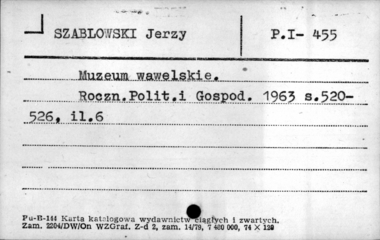 SZABLOWSKI Jerzy
P.I- 455
Muzeum wawelskie.
Roczn.Polit.i Gospod. 1963 s.520-
526, il.6
Pu-B-144 Karta katalogowa wydawnictw ciągłych i zwartych.
Zam. 2204/DW/On WZGraf. Z-d 2, zam. 14/79, 7 400 000, 74 X 120